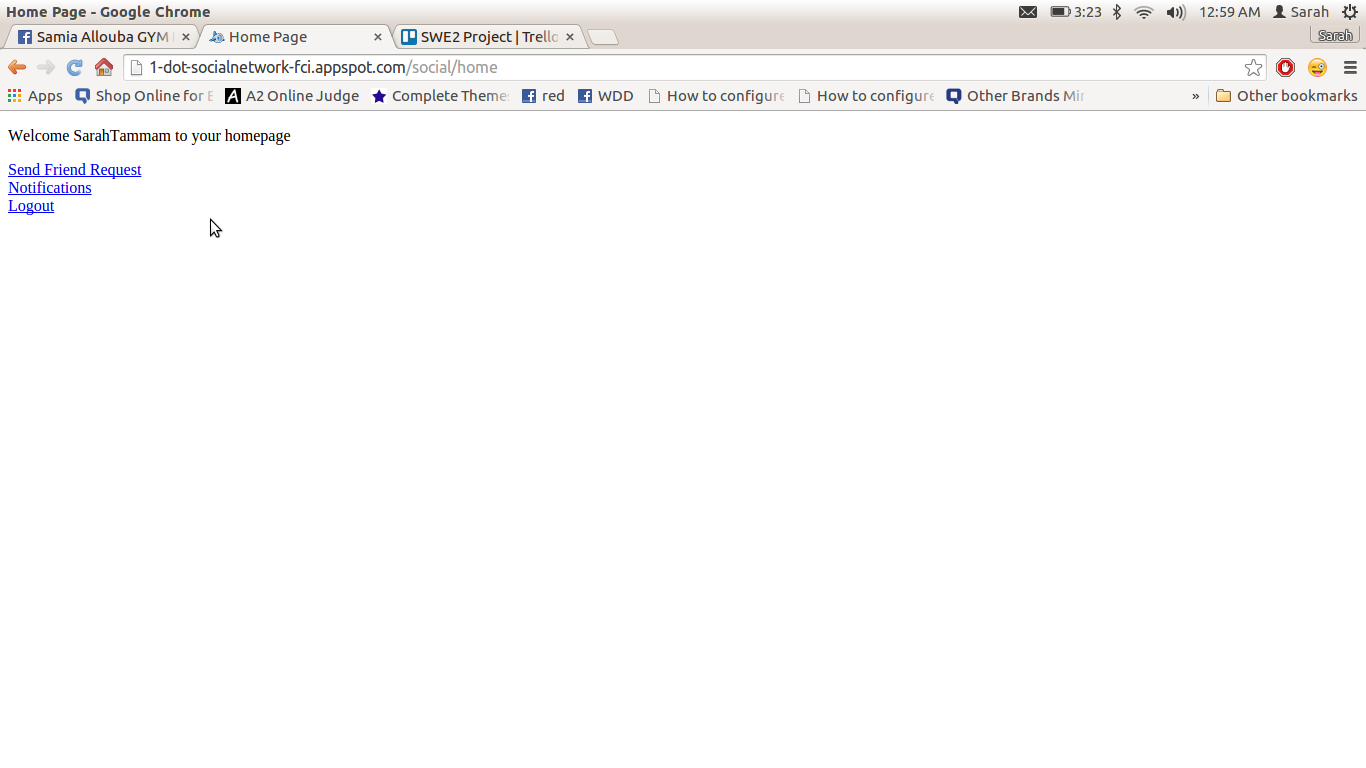 Home Page - Google Chrome
3:23
12:59 AM
Sarah
Samia Allouba GYM
Home Page
SWE2 Project | Trello
Sarah
1-dot-socialnetwork-fci.appspot.com/social/home
Apps
Shop Online for E
A2 Online Judge
Complete Themes
red
WDD
How to configure
How to configure
Other Brands Mir
»
Other bookmarks
Welcome SarahTammam to your homepage
Send Friend Request
Notifications
Logout